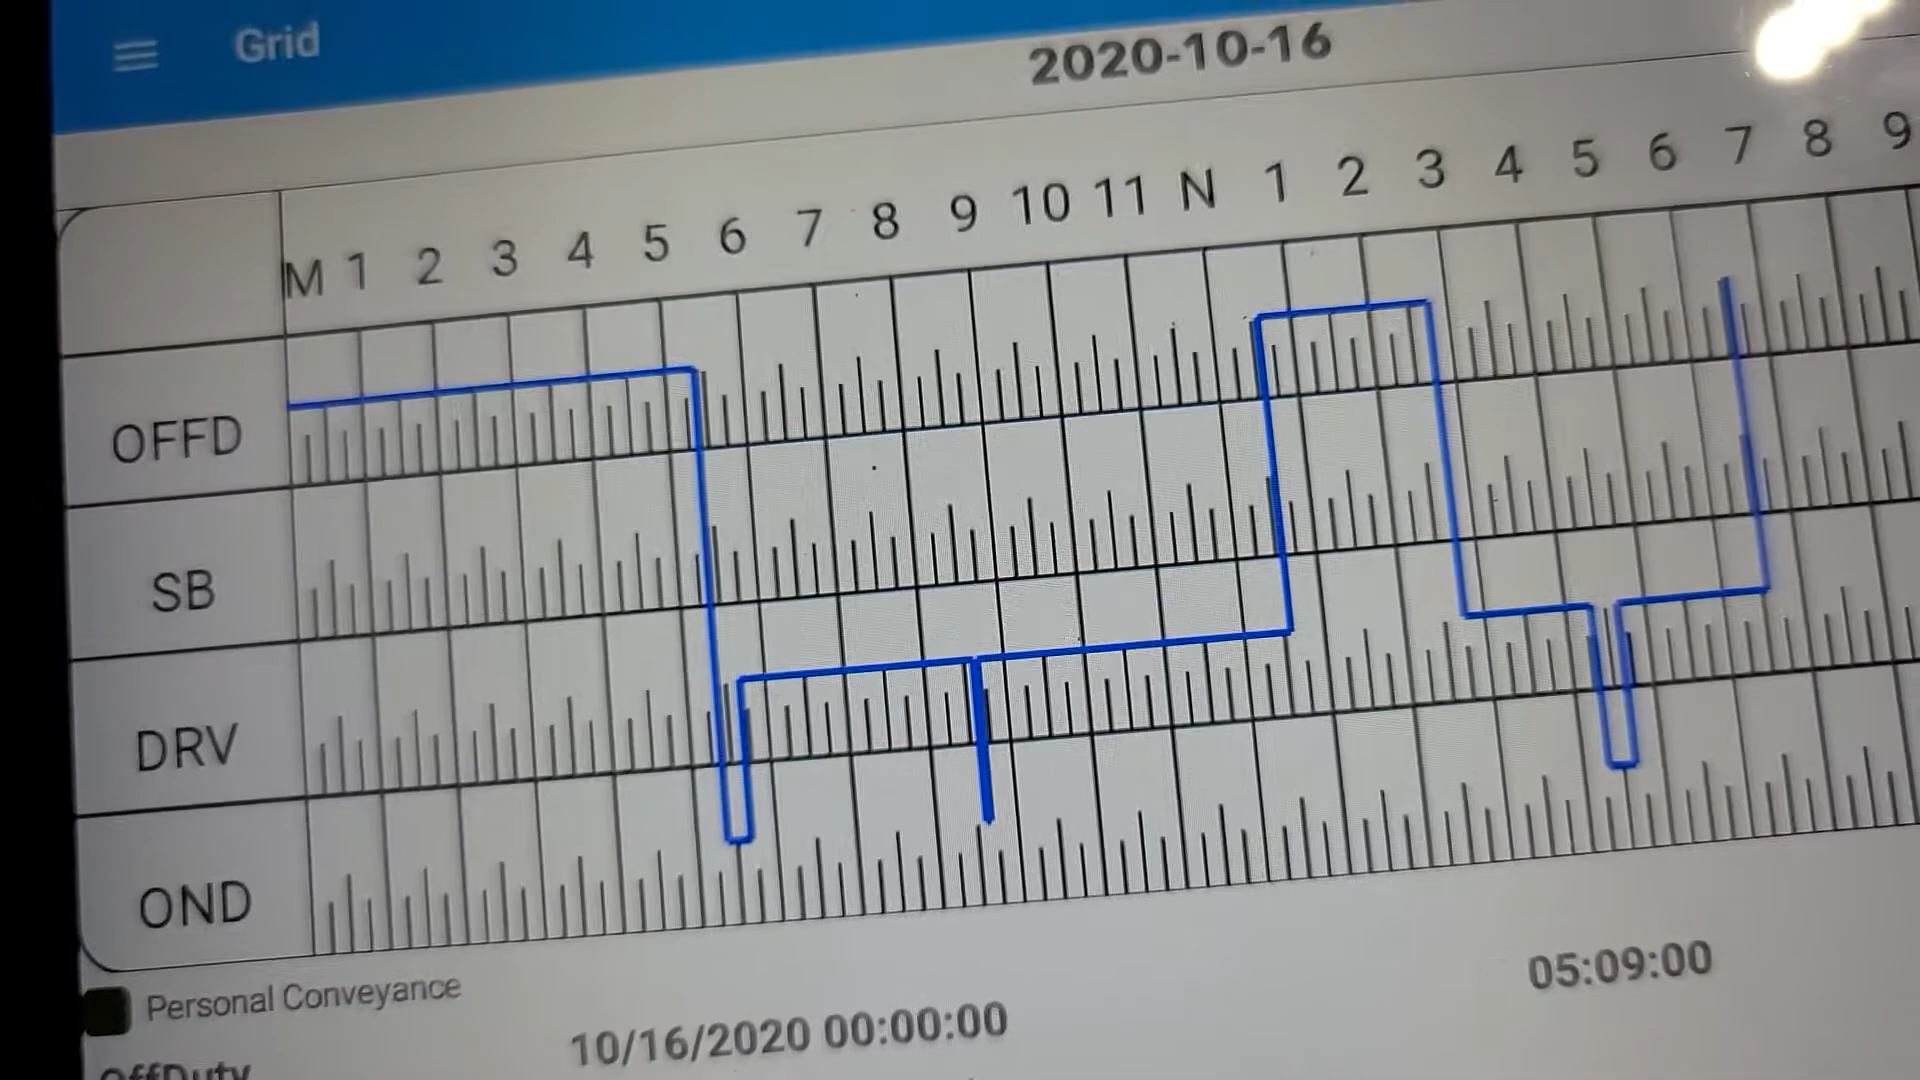 Grid
2020-10-16
M 1 2 3 4 5 6 7 8 9 10 11 N 1 2 3 4 5 6 7 8 9
OFFD
SB
DRV
OND
Personal Conveyance
10/16/2020 00:00:00
05:09:00
OffDuty